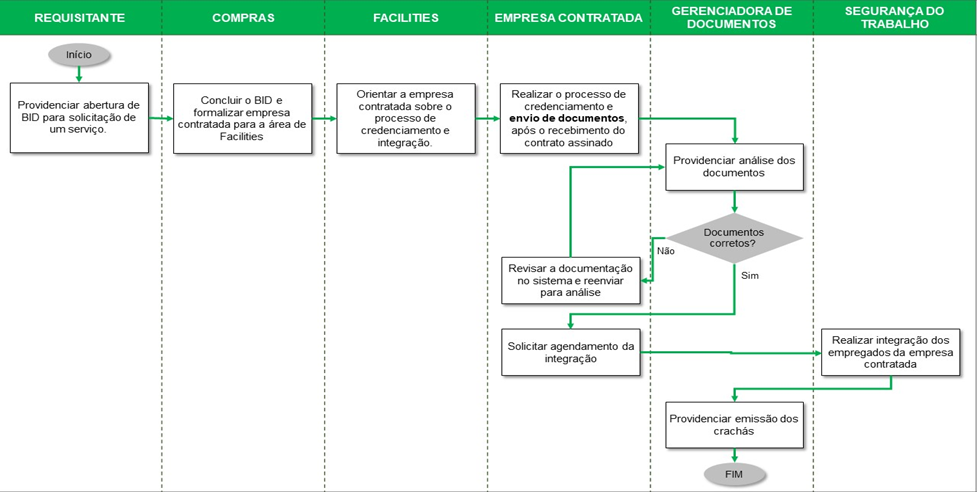 REQUISITANTE
COMPRAS
FACILITIES
EMPRESA CONTRATADA
GERENCIADORA DE
DOCUMENTOS
SEGURANÇA DO
TRABALHO
Início
Providenciar abertura de
BID para solicitação de
um serviço.
Concluir o BID e
formalizar empresa
contratada para a área de
Facilities
Orientar a empresa
contratada sobre o
processo de
credenciamento e
integração.
Realizar o processo de
credenciamento e
envio de documentos,
após o recebimento do
contrato assinado
Providenciar análise dos
documentos
Documentos
corretos?
Não
Sim
Revisar a documentação
no sistema e reenviar
para análise
Solicitar agendamento da
integração
Realizar integração dos
empregados da empresa
contratada
Providenciar emissão dos
crachás
FIM